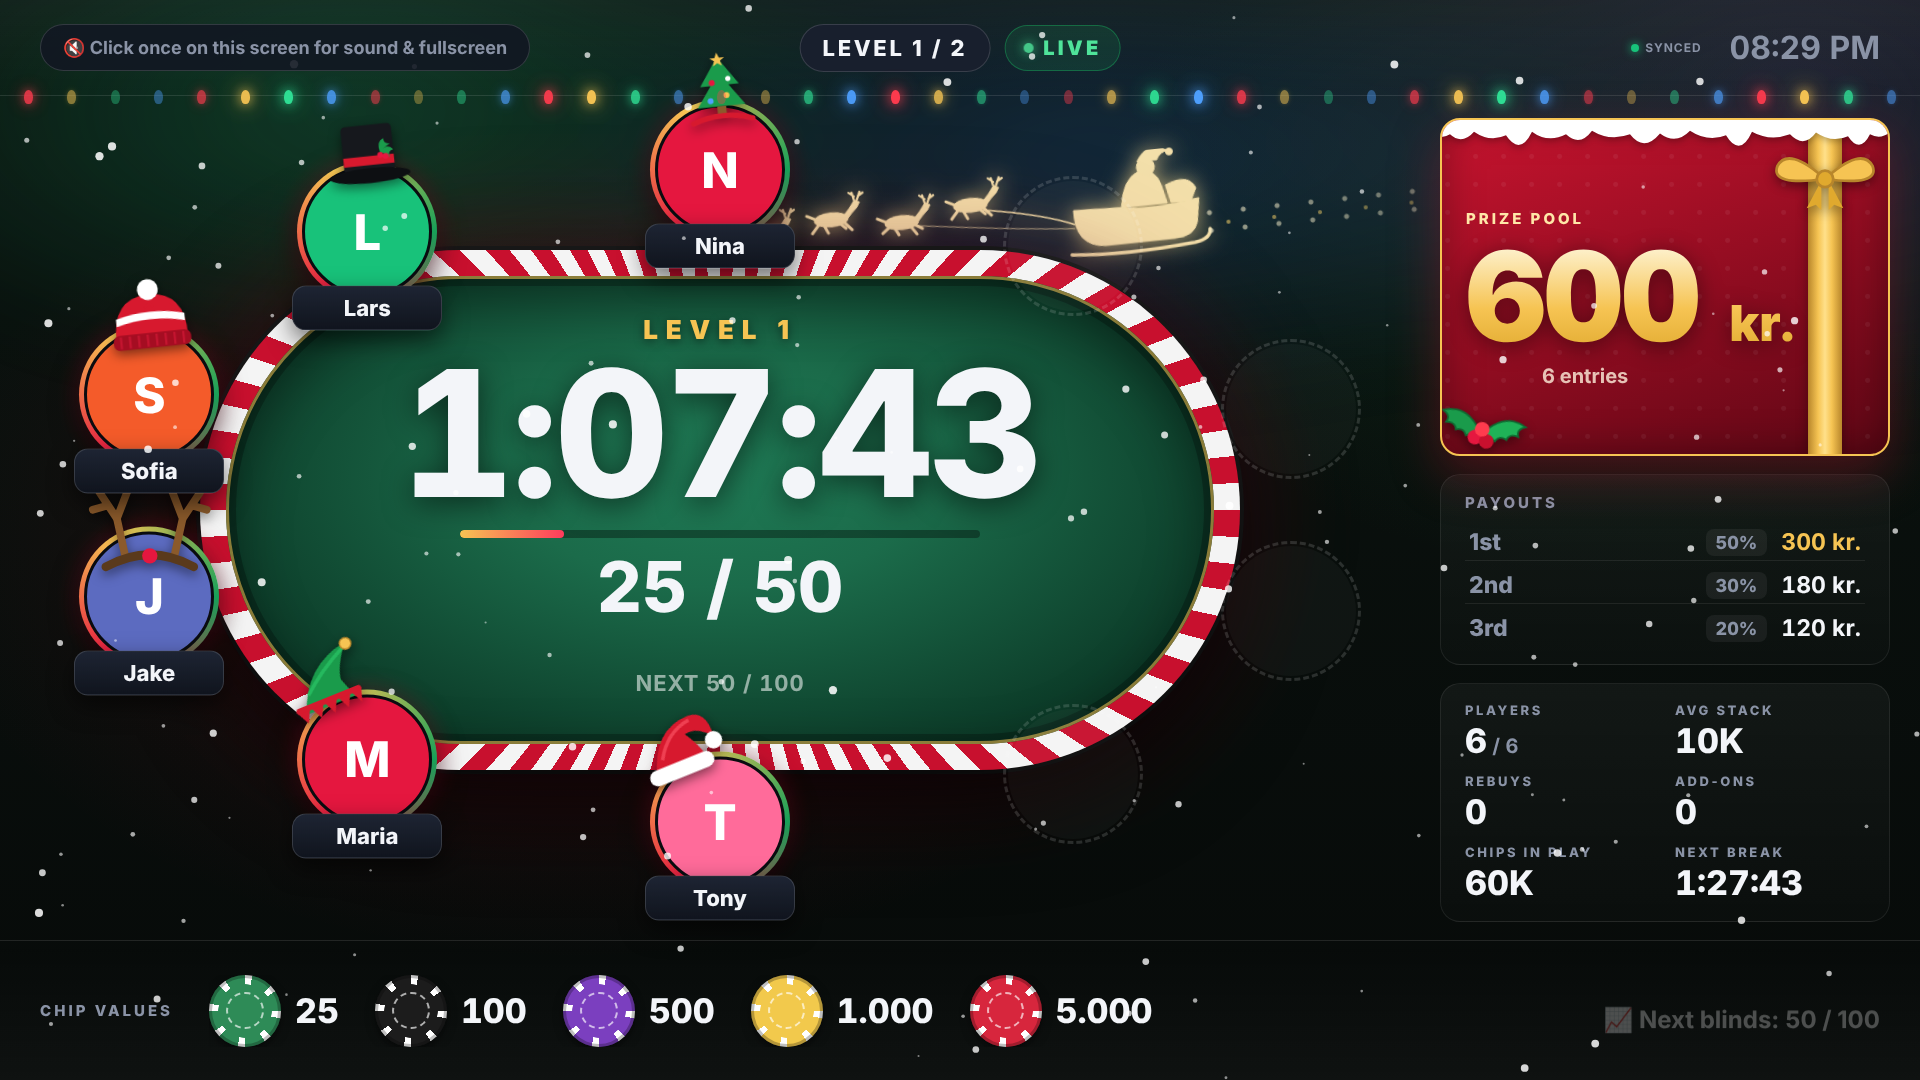 🔇 Click once on this screen for sound & fullscreen
LEVEL 1 / 2
LIVE
SYNCED
08:29 PM
N
Nina
L
Lars
S
Sofia
J
Jake
M
Maria
T
Tony
LEVEL 1
1:07:43
25 / 50
NEXT 50 / 100
PRIZE POOL
600 kr.
6 entries
PAYOUTS
1st 50% 300 kr.
2nd 30% 180 kr.
3rd 20% 120 kr.
PLAYERS
6 / 6
AVG STACK
10K
REBUYS
0
ADD-ONS
0
CHIPS IN PLAY
60K
NEXT BREAK
1:27:43
CHIP VALUES
25
100
500
1.000
5.000
📈 Next blinds: 50 / 100